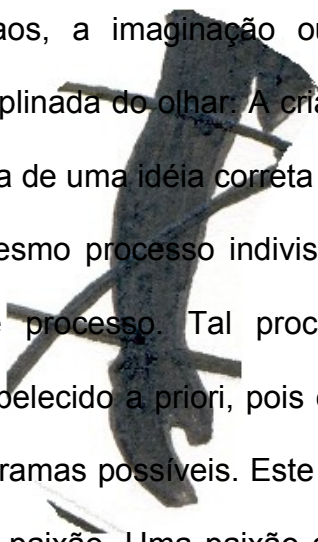 aos, a imaginação ou
plinada do olhar: A cria
a de uma idéia correta
esmo processo indivis
e processo. Tal proc
belecido a priori, pois
ramas possíveis. Este
paixão. Uma paixão